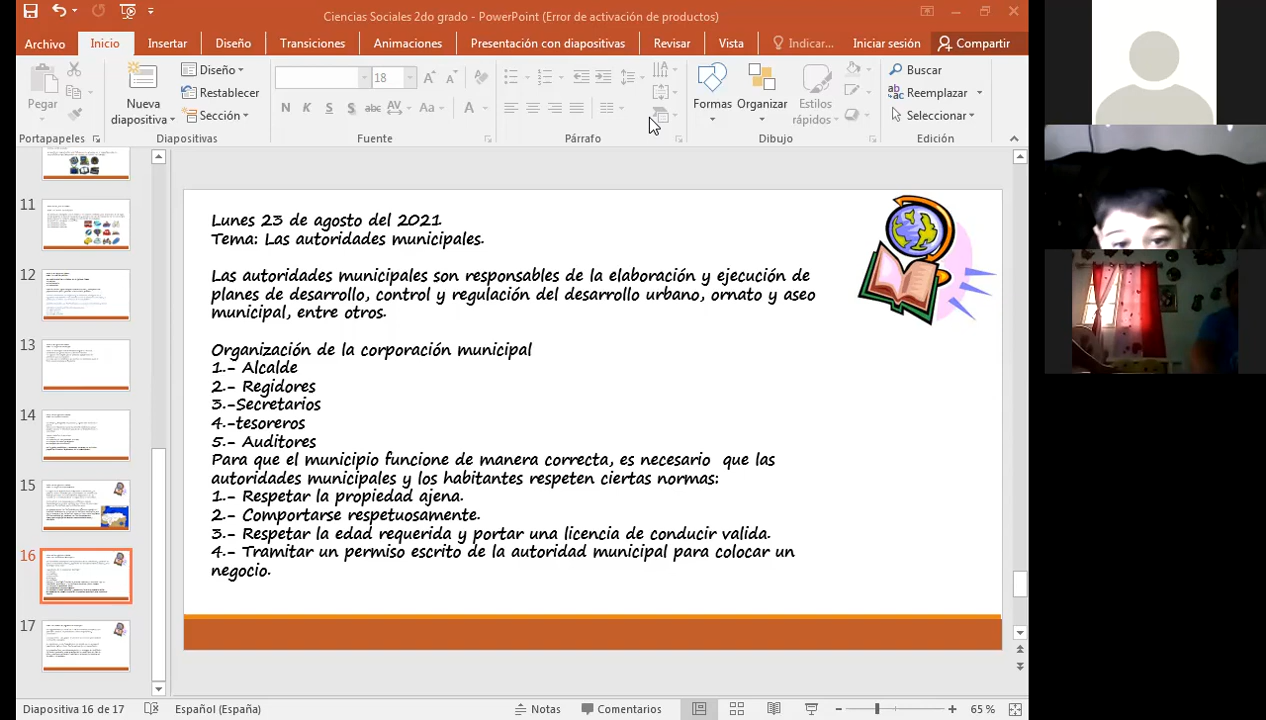 Ciencias Sociales 2do grado - PowerPoint (Error de activación de productos)
Archivo Inicio Insertar Diseño Transiciones Animaciones Presentación con diapositivas Revisar Vista Indicar... Iniciar sesión Compartir
Pegar
Nueva diapositiva
Diseño
Restablecer
Sección
18
N K S S abc AV Aa A
Formas
Organizar
Estilos rápidos
Buscar
Reemplazar
Seleccionar
Portapapeles Diapositivas Fuente Párrafo Dibujo Edición
11
12
13
14
15
16
17
Lunes 23 de agosto del 2021
Tema: Las autoridades municipales.
Las autoridades municipales son responsables de la elaboración y ejecución de
planes de desarrollo, control y regulación del desarrollo urbano, ornato y aseo
municipal, entre otros.
Organización de la corporación municipal
1.- Alcalde
2.- Regidores
3.-Secretarios
4.-tesoreros
5.- Auditores
Para que el municipio funcione de manera correcta, es necesario que las
autoridades municipales y los habitantes respeten ciertas normas:
1.- Respetar la propiedad ajena.
2.- Comportarse respetuosamente.
3.- Respetar la edad requerida y portar una licencia de conducir valida.
4.- Tramitar un permiso escrito de la autoridad municipal para colocar un
negocio.
Diapositiva 16 de 17 Español (España) Notas Comentarios 65 %